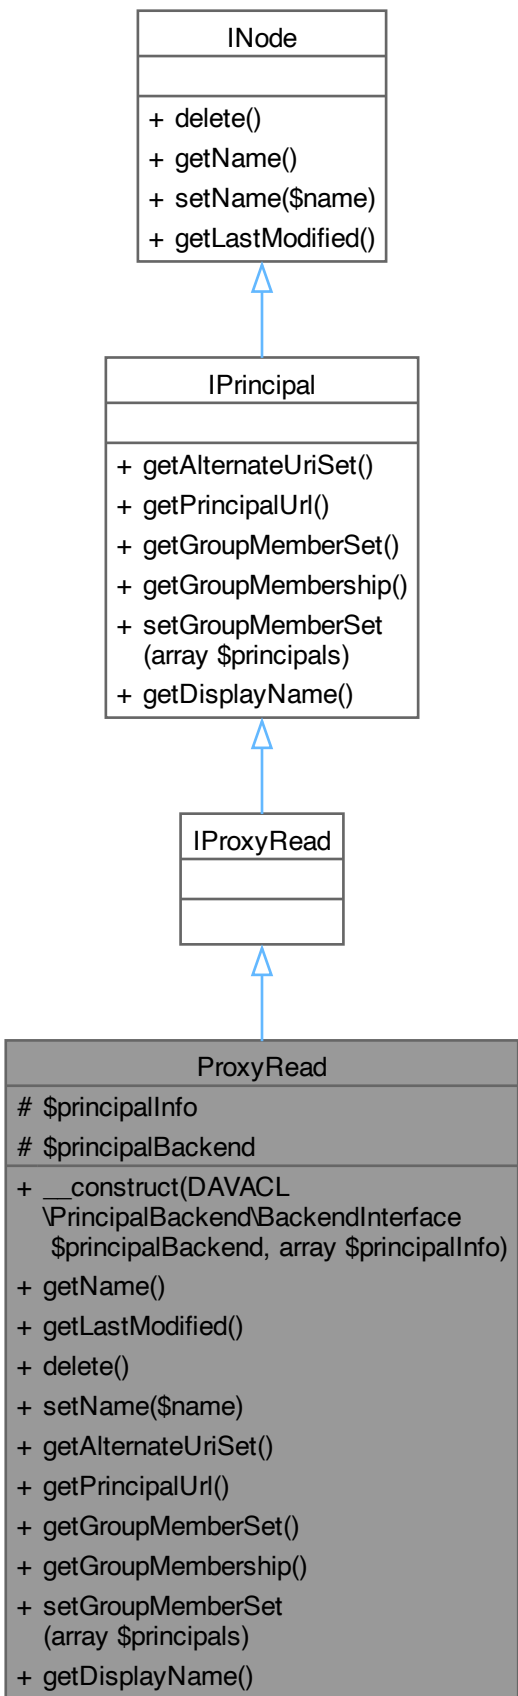 INode
+ delete()
+ getName()
+ setName($name)
+ getLastModified()
IPrincipal
+ getAlternateUriSet()
+ getPrincipalUrl()
+ getGroupMemberSet()
+ getGroupMembership()
+ setGroupMemberSet
(array $principals)
+ getDisplayName()
IProxyRead
ProxyRead
# $principalInfo
# $principalBackend
+ __construct(DAVACL
\PrincipalBackend\BackendInterface
$principalBackend, array $principalInfo)
+ getName()
+ getLastModified()
+ delete()
+ setName($name)
+ getAlternateUriSet()
+ getPrincipalUrl()
+ getGroupMemberSet()
+ getGroupMembership()
+ setGroupMemberSet
(array $principals)
+ getDisplayName()